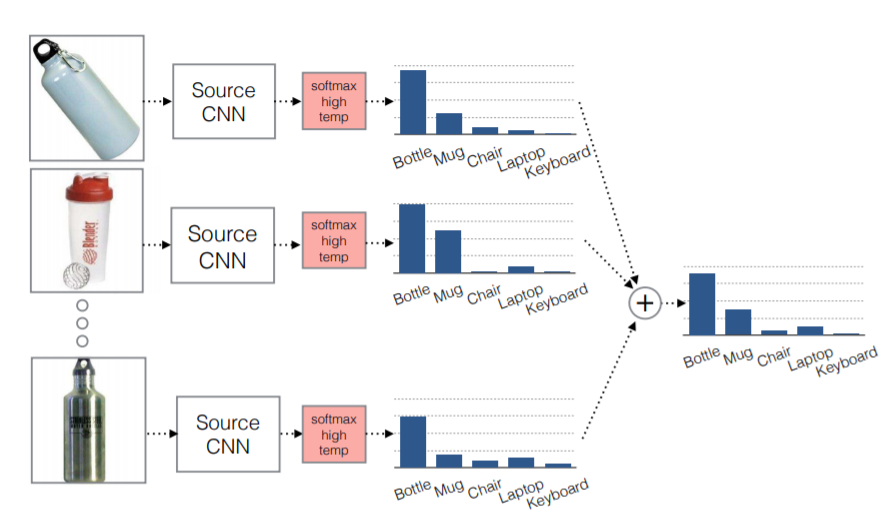 Source
CNN
softmax
high
temp
Bottle
Mug
Chair
Laptop
Keyboard
Blender
Source
CNN
softmax
high
temp
Bottle
Mug
Chair
Laptop
Keyboard
+
Bottle
Mug
Chair
Laptop
Keyboard
Source
CNN
softmax
high
temp
Bottle
Mug
Chair
Laptop
Keyboard